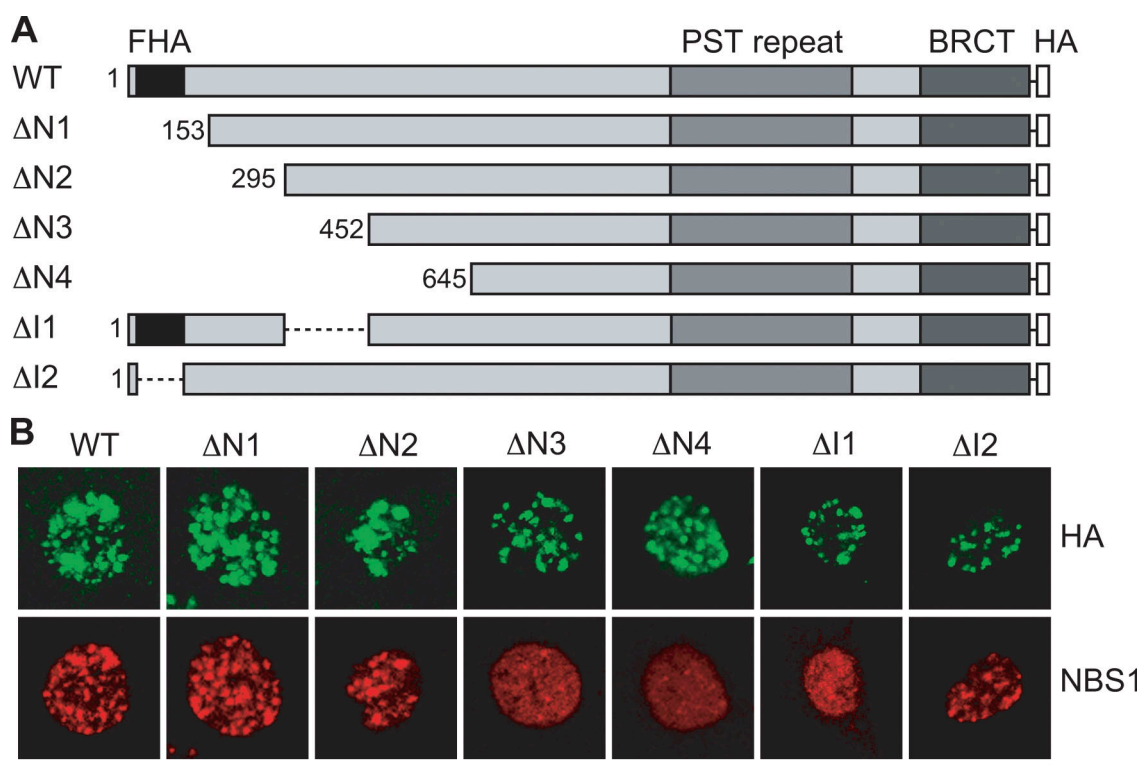 A
FHA PST repeat BRCT HA
WT 1
ΔN1 153
ΔN2 295
ΔN3 452
ΔN4 645
ΔI1 1
ΔI2 1
B
WT ΔN1 ΔN2 ΔN3 ΔN4 ΔI1 ΔI2
HA
NBS1